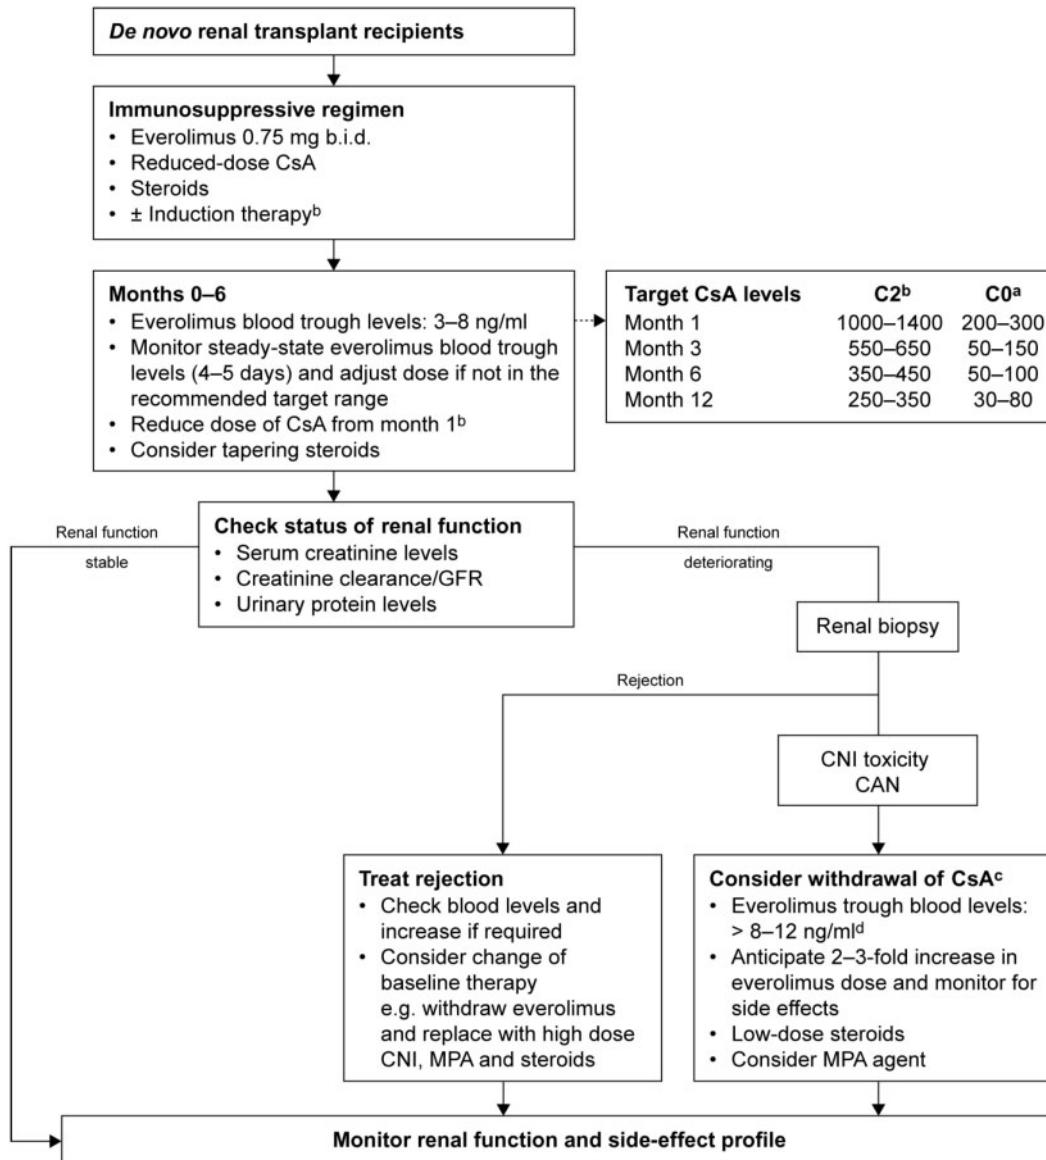 De novo renal transplant recipients
Immunosuppressive regimen
• Everolimus 0.75 mg b.i.d.
• Reduced-dose CsA
• Steroids
• ± Induction therapyᵇ
Months 0–6
• Everolimus blood trough levels: 3–8 ng/ml
• Monitor steady-state everolimus blood trough
levels (4–5 days) and adjust dose if not in the
recommended target range
• Reduce dose of CsA from month 1ᵇ
• Consider tapering steroids
Target CsA levels C2ᵇ C0ᵃ
Month 1 1000–1400 200–300
Month 3 550–650 50–150
Month 6 350–450 50–100
Month 12 250–350 30–80
Check status of renal function
• Serum creatinine levels
• Creatinine clearance/GFR
• Urinary protein levels
Renal function
stable
Renal function
deteriorating
Renal biopsy
Rejection
CNI toxicity
CAN
Treat rejection
• Check blood levels and
increase if required
• Consider change of
baseline therapy
e.g. withdraw everolimus
and replace with high dose
CNI, MPA and steroids
Consider withdrawal of CsAᶜ
• Everolimus trough blood levels:
> 8–12 ng/mlᵈ
• Anticipate 2–3-fold increase in
everolimus dose and monitor for
side effects
• Low-dose steroids
• Consider MPA agent
Monitor renal function and side-effect profile